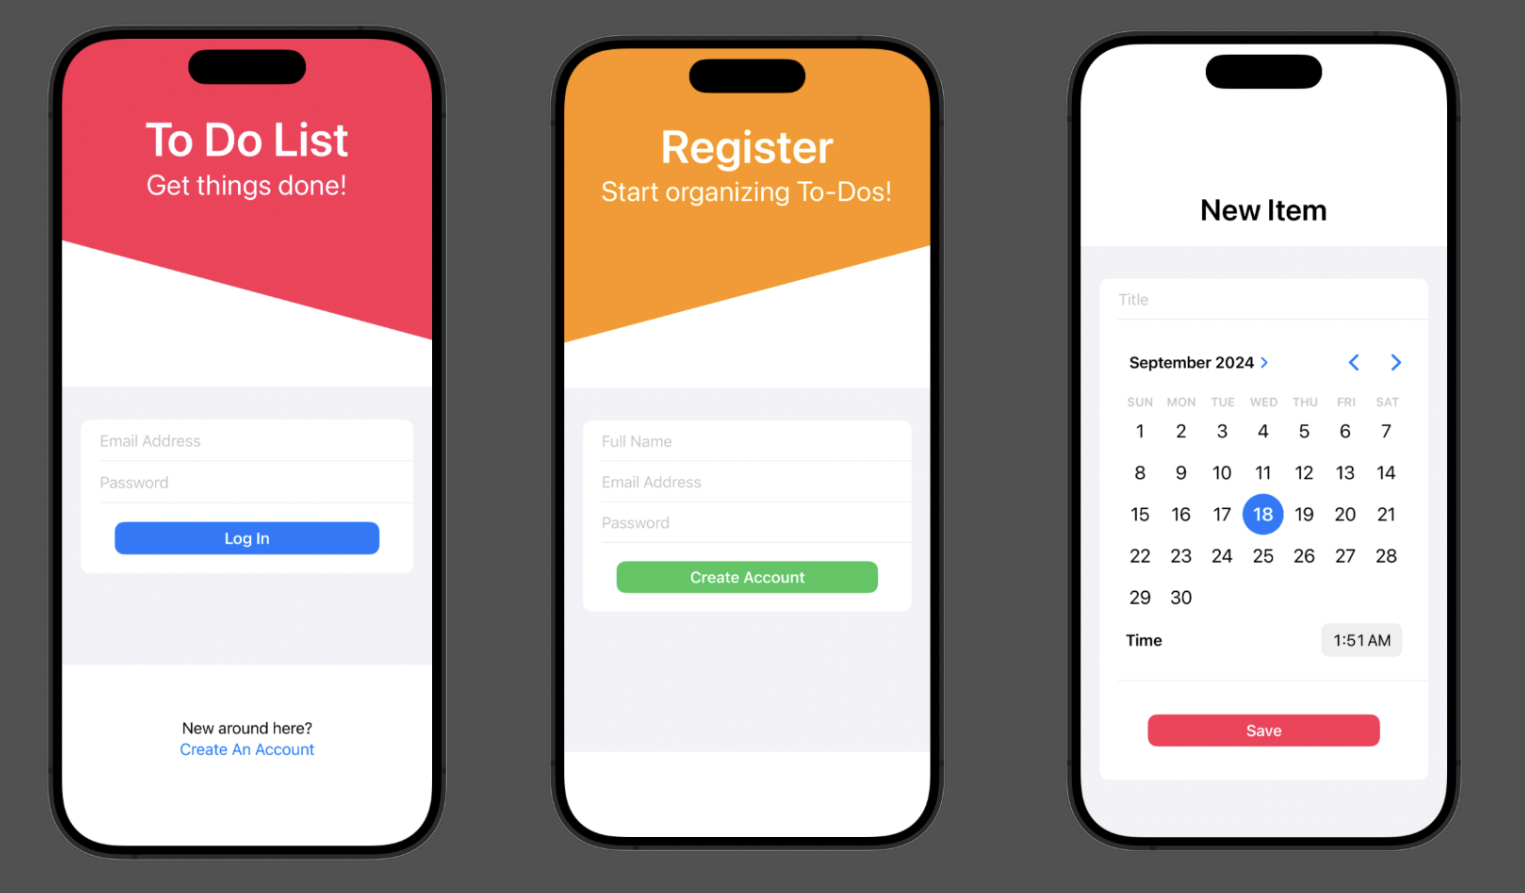 To Do List
Get things done!
Email Address
Password
Log In
New around here?
Create An Account
Register
Start organizing To-Dos!
Full Name
Email Address
Password
Create Account
New Item
Title
September 2024
SUN MON TUE WED THU FRI SAT
1 2 3 4 5 6 7
8 9 10 11 12 13 14
15 16 17 18 19 20 21
22 23 24 25 26 27 28
29 30
Time 1:51 AM
Save